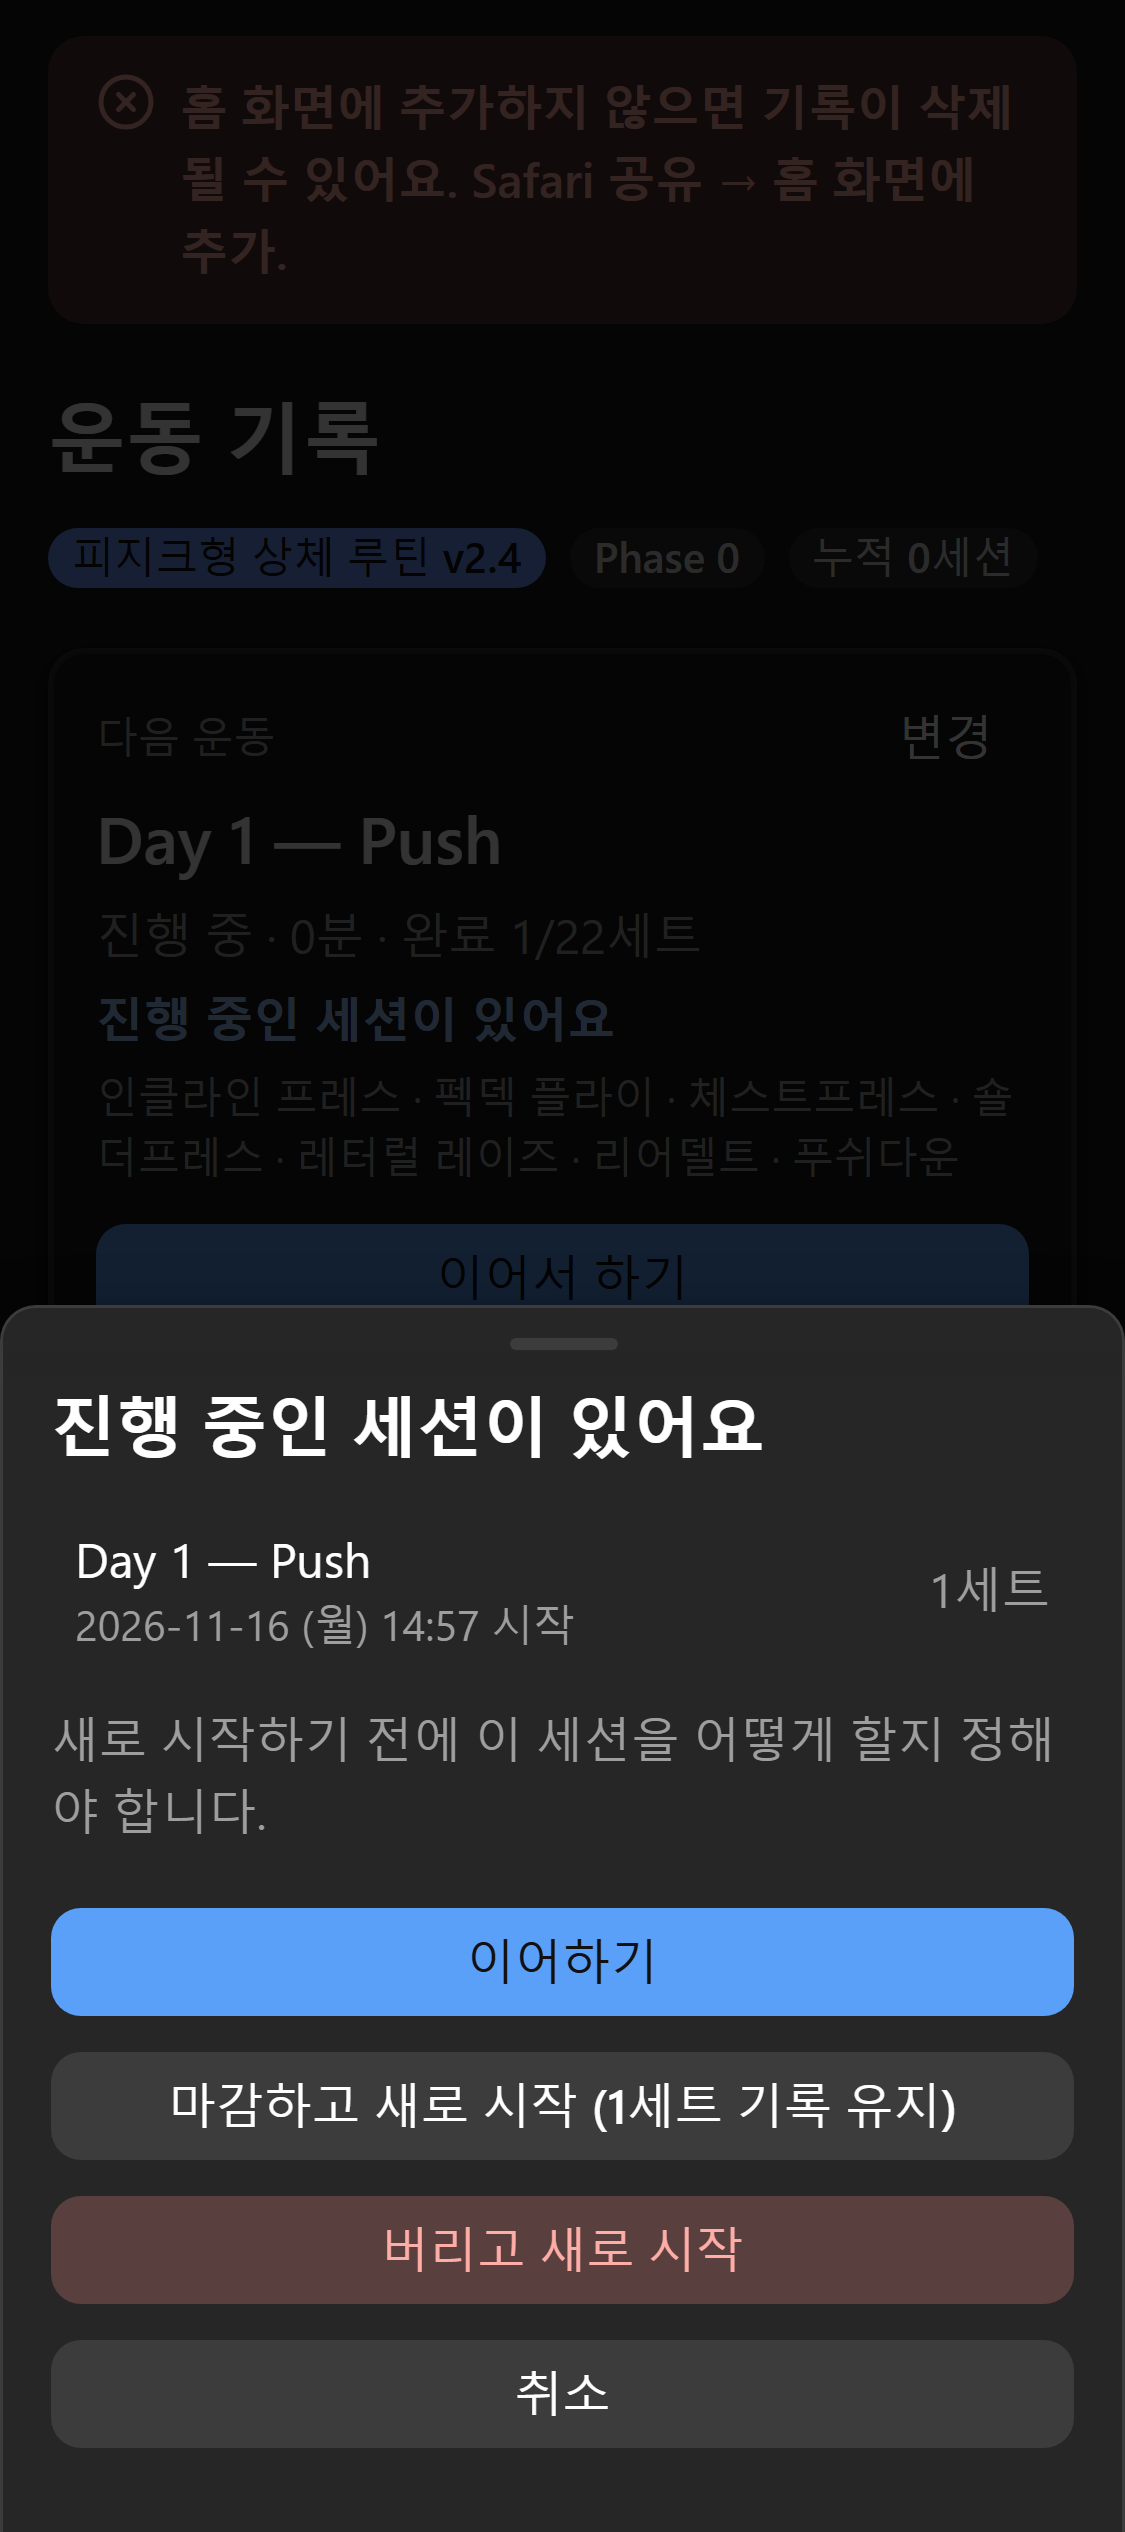 홈 화면에 추가하지 않으면 기록이 삭제
될 수 있어요. Safari 공유 → 홈 화면에
추가.
운동 기록
피지크형 상체 루틴 v2.4
Phase 0
누적 0세션
다음 운동
변경
Day 1 — Push
진행 중 · 0분 · 완료 1/22세트
진행 중인 세션이 있어요
인클라인 프레스 · 펙덱 플라이 · 체스트프레스 · 숄
더프레스 · 레터럴 레이즈 · 리어델트 · 푸쉬다운
이어서 하기
진행 중인 세션이 있어요
Day 1 — Push
1세트
2026-11-16 (월) 14:57 시작
새로 시작하기 전에 이 세션을 어떻게 할지 정해
야 합니다.
이어하기
마감하고 새로 시작 (1세트 기록 유지)
버리고 새로 시작
취소